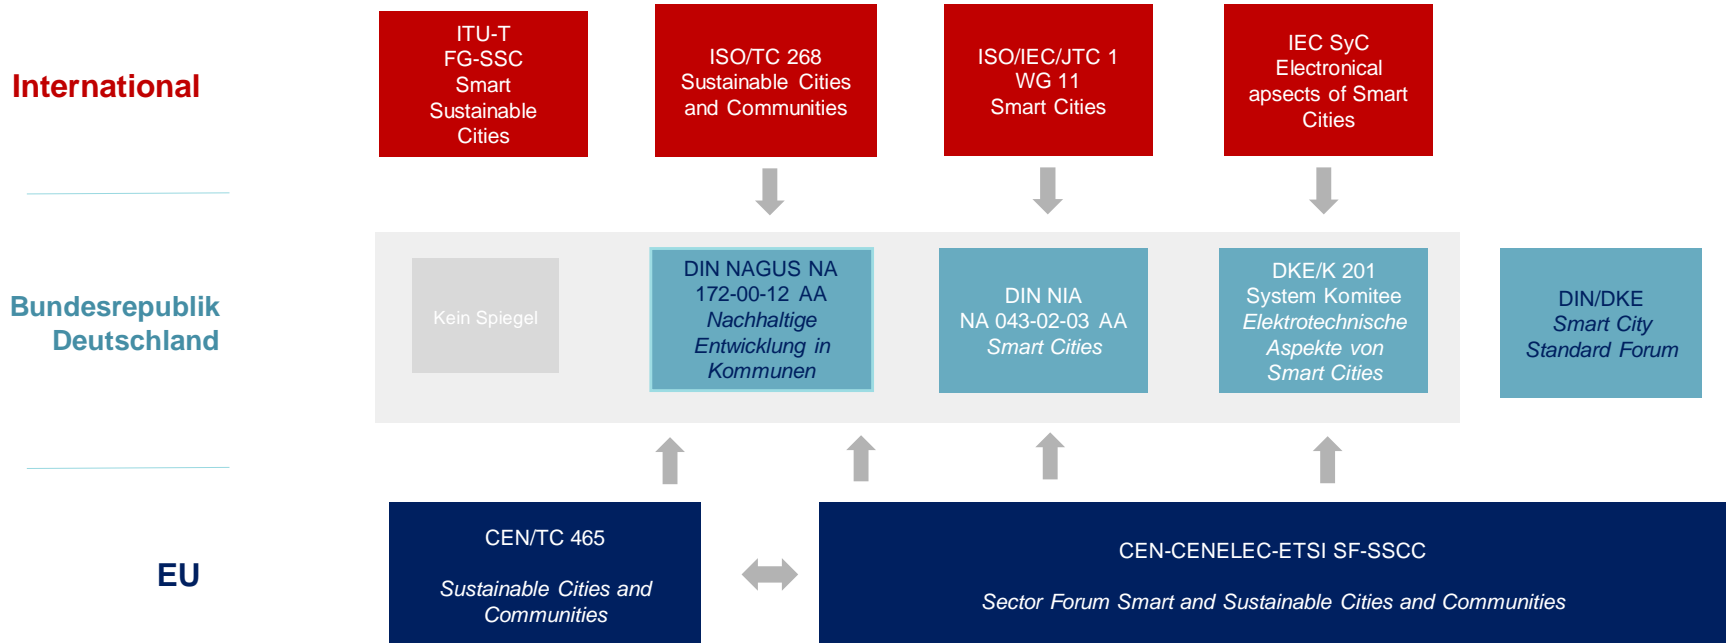 International
ITU-T
FG-SSC
Smart
Sustainable
Cities
ISO/TC 268
Sustainable Cities
and Communities
ISO/IEC/JTC 1
WG 11
Smart Cities
IEC SyC
Electronical
apsects of Smart
Cities
Bundesrepublik
Deutschland
Kein Spiegel
DIN NAGUS NA
172-00-12 AA
Nachhaltige
Entwicklung in
Kommunen
DIN NIA
NA 043-02-03 AA
Smart Cities
DKE/K 201
System Komitee
Elektrotechnische
Aspekte von
Smart Cities
DIN/DKE
Smart City
Standard Forum
EU
CEN/TC 465
Sustainable Cities and
Communities
CEN-CENELEC-ETSI SF-SSCC
Sector Forum Smart and Sustainable Cities and Communities